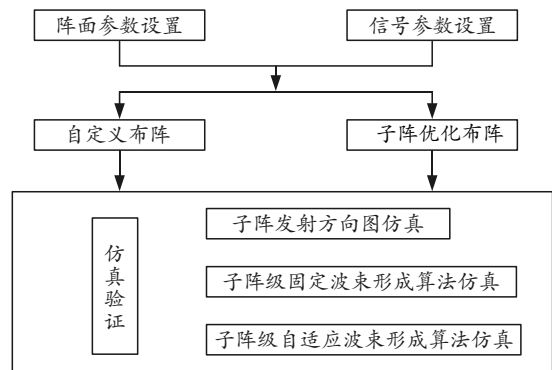 阵面参数设置
信号参数设置
自定义布阵
子阵优化布阵
仿真验证
子阵发射方向图仿真
子阵级固定波束形成算法仿真
子阵级自适应波束形成算法仿真